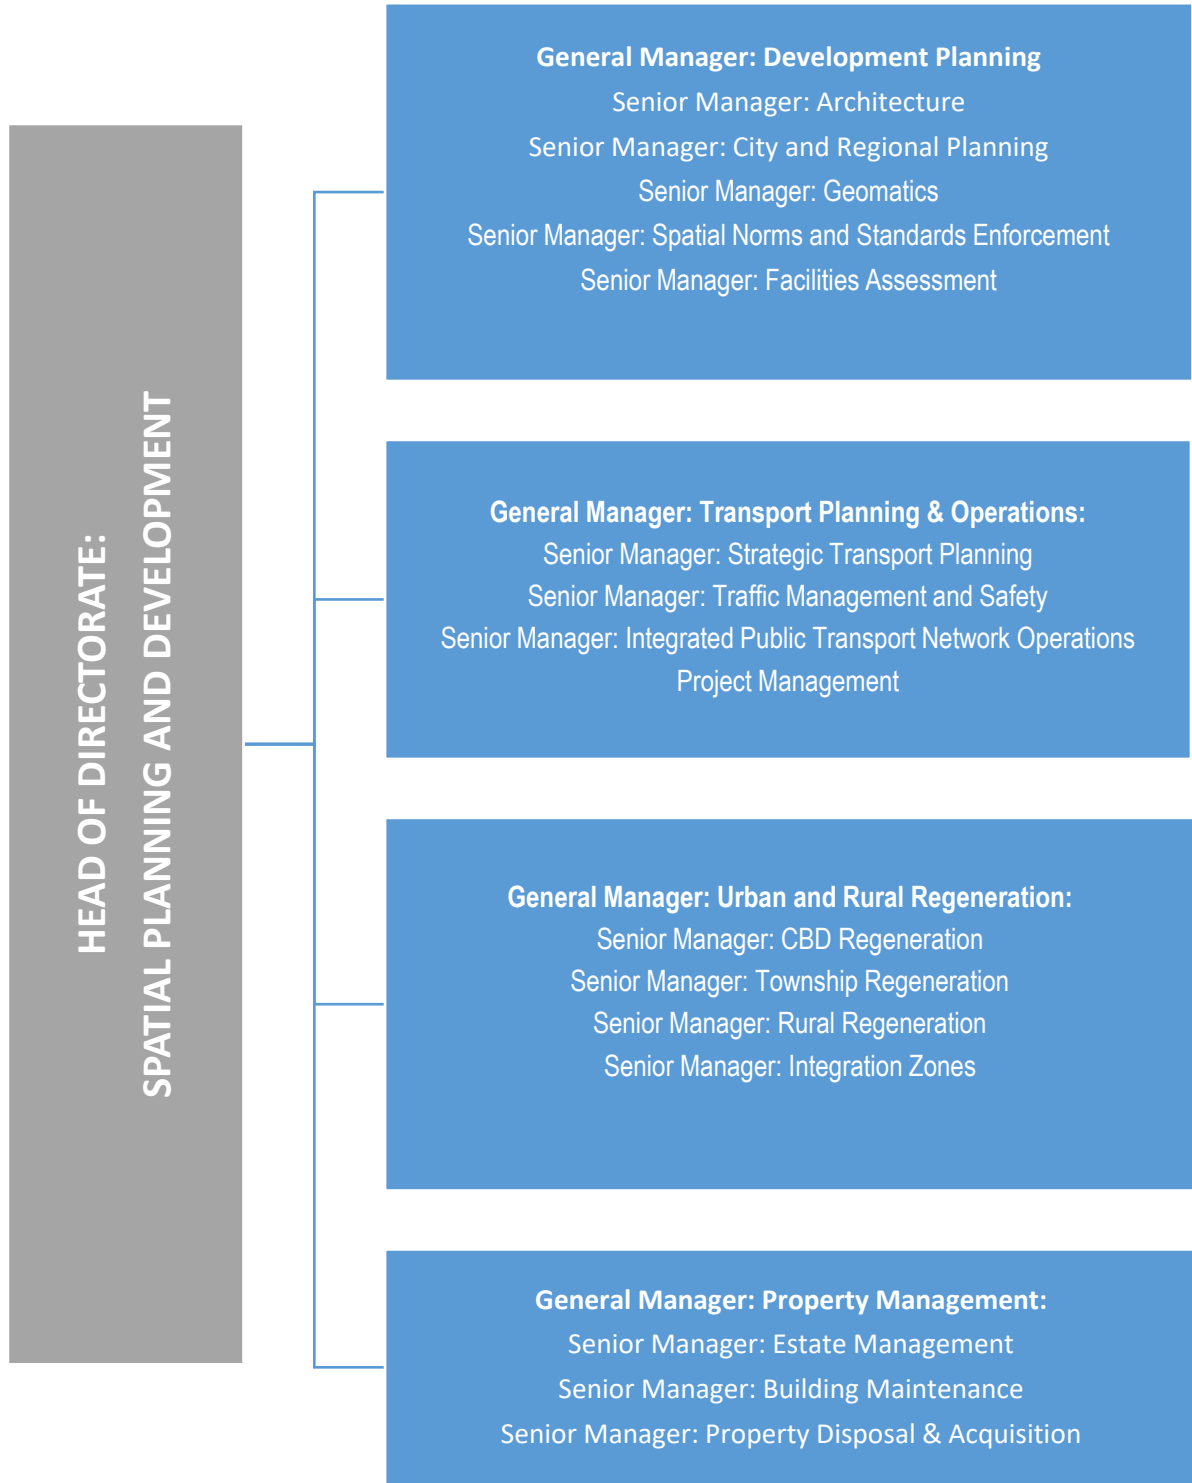 HEAD OF DIRECTORATE:
SPATIAL PLANNING AND DEVELOPMENT
General Manager: Development Planning
Senior Manager: Architecture
Senior Manager: City and Regional Planning
Senior Manager: Geomatics
Senior Manager: Spatial Norms and Standards Enforcement
Senior Manager: Facilities Assessment
General Manager: Transport Planning & Operations:
Senior Manager: Strategic Transport Planning
Senior Manager: Traffic Management and Safety
Senior Manager: Integrated Public Transport Network Operations
Project Management
General Manager: Urban and Rural Regeneration:
Senior Manager: CBD Regeneration
Senior Manager: Township Regeneration
Senior Manager: Rural Regeneration
Senior Manager: Integration Zones
General Manager: Property Management:
Senior Manager: Estate Management
Senior Manager: Building Maintenance
Senior Manager: Property Disposal & Acquisition